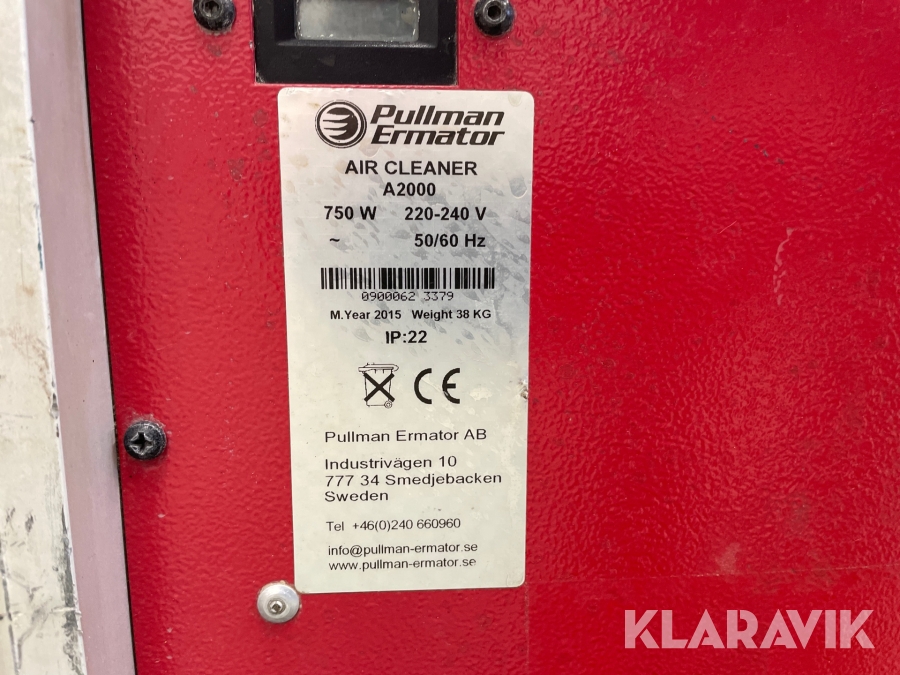 Pullman
Ermator
AIR CLEANER
A2000
750 W 220-240 V
~ 50/60 Hz
0900062 3379
M.Year 2015 Weight 38 KG
IP:22
CE
Pullman Ermator AB
Industrivägen 10
777 34 Smedjebacken
Sweden
Tel +46(0)240 660960
info@pullman-ermator.se
www.pullman-ermator.se
KLARAVIK